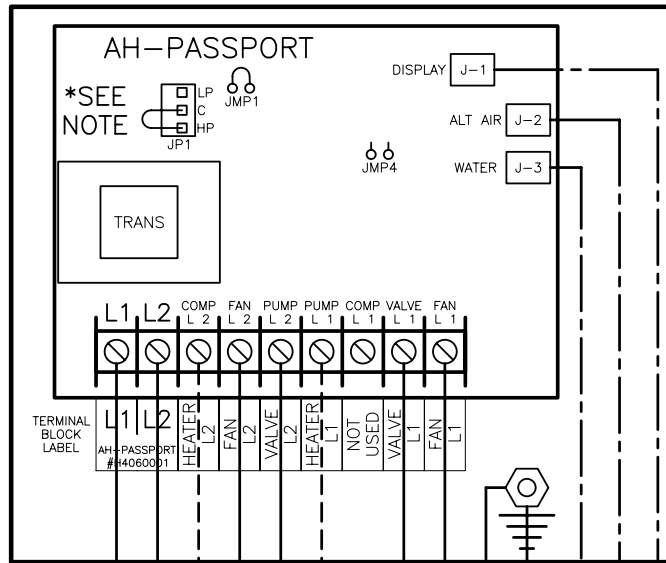 AH-PASSPORT
DISPLAY J-1
*SEE
NOTE
LP
C
HP
JP1
JMP1
ALT AIR J-2
JMP4
WATER J-3
TRANS
L1 L2 COMP FAN PUMP PUMP COMP VALVE FAN
L 2 L 2 L 2 L 1 L 1 L 1 L 1
TERMINAL
BLOCK
LABEL
L1 L2
AH-PASSPORT
#H4060001
HEATER
L2
FAN
L2
VALVE
L2
HEATER
L1
NOT
USED
VALVE
L1
FAN
L1